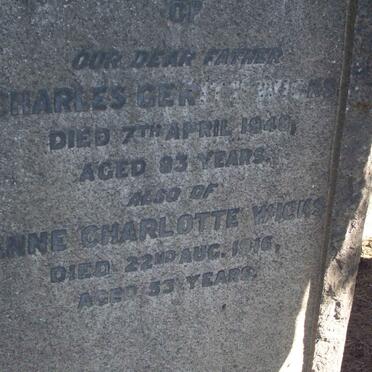 OF
OUR DEAR FATHER
CHARLES
DIED 7TH APRIL 1940,
AGED 83 YEARS.
ALSO OF
ANNE CHARLOTTE
DIED 22ND AUG. 1916,
AGED 53 YEARS.